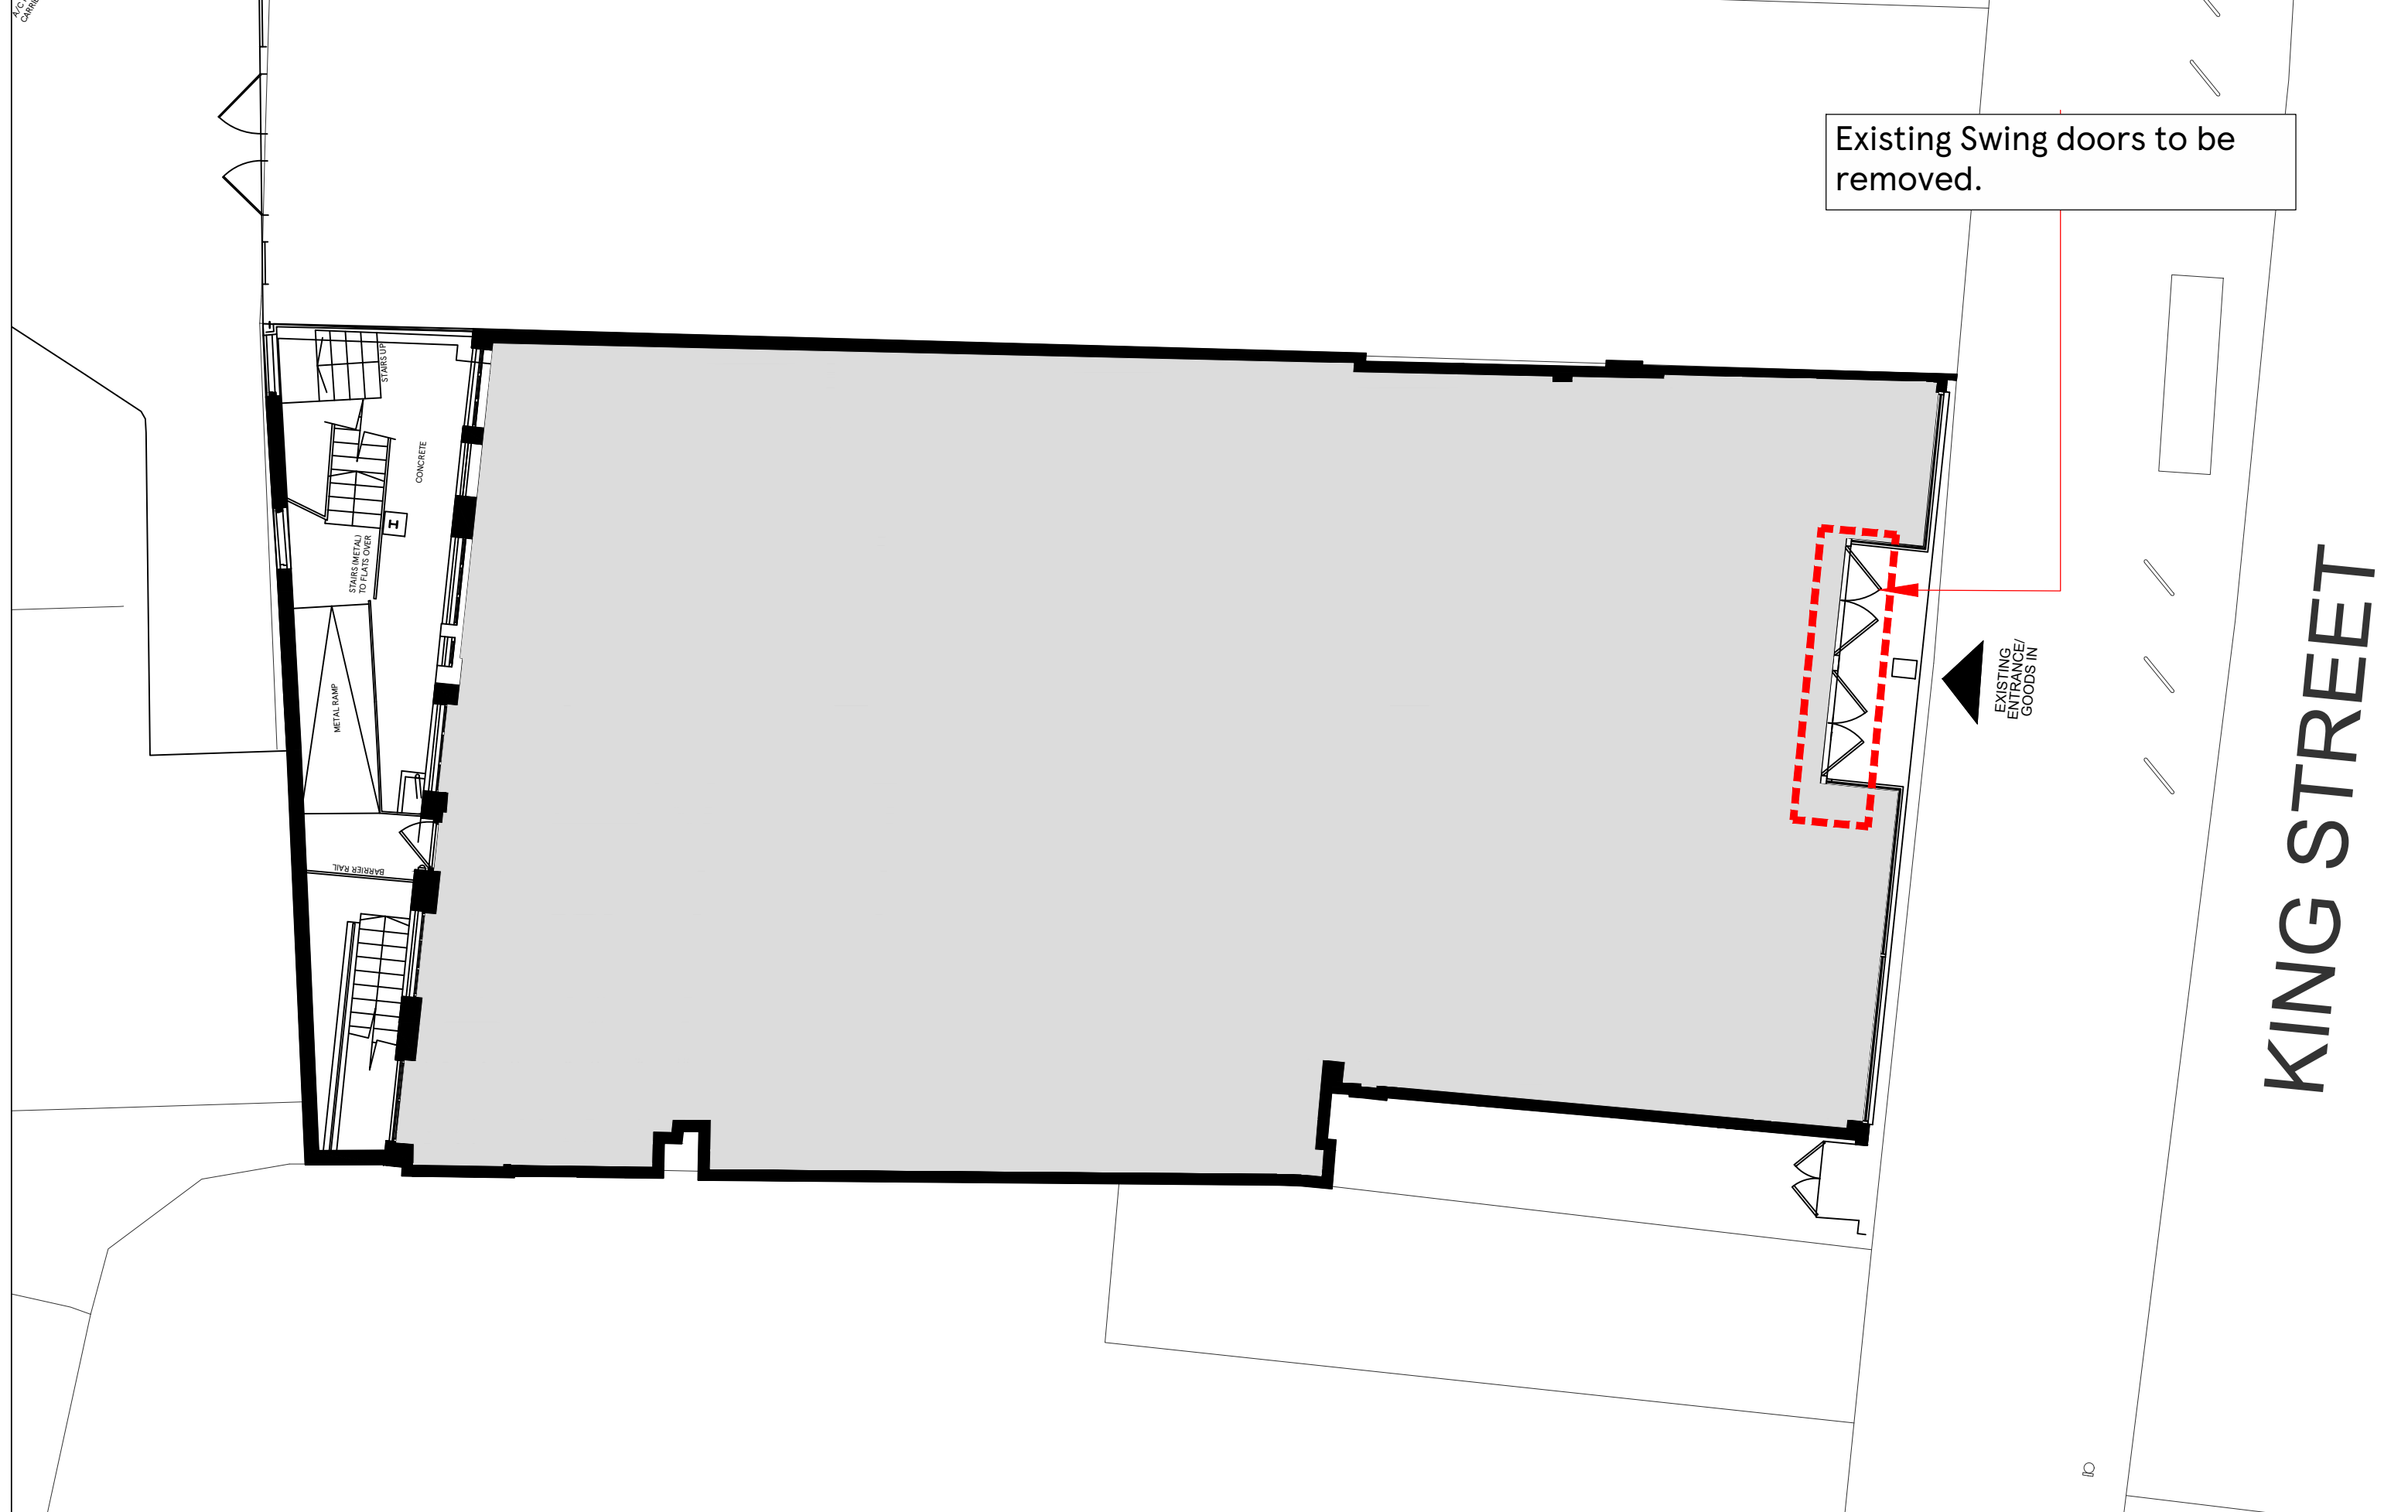 A/C
Existing Swing doors to be
removed.
STAIRS UP
CONCRETE
H
STAIRS (METAL)
TO FLATS OVER
METAL RAMP
BARRIER RAIL
EXISTING
ENTRANCE/
GOODS IN
KING STREET